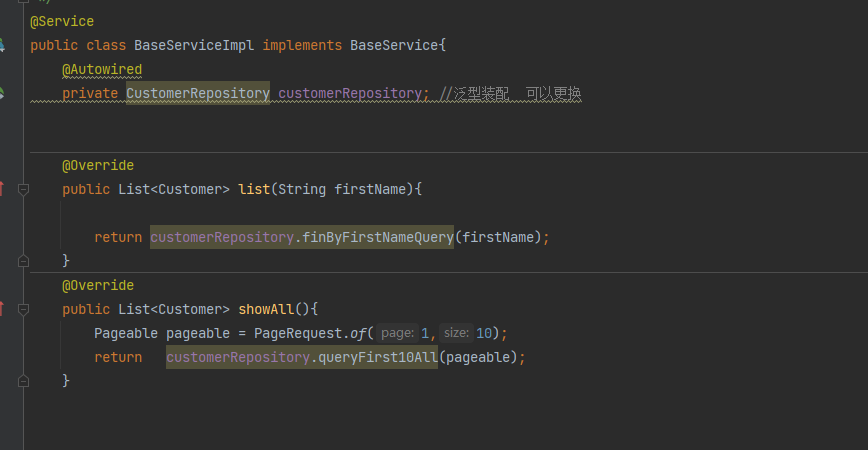 */
@Service
public class BaseServiceImpl implements BaseService{
@Autowired
private CustomerRepository customerRepository; //泛型装配  可以更换
@Override
public List<Customer> list(String firstName){
return customerRepository.finByFirstNameQuery(firstName);
}
@Override
public List<Customer> showAll(){
Pageable pageable = PageRequest.of( page: 1, size: 10);
return   customerRepository.queryFirst10All(pageable);
}